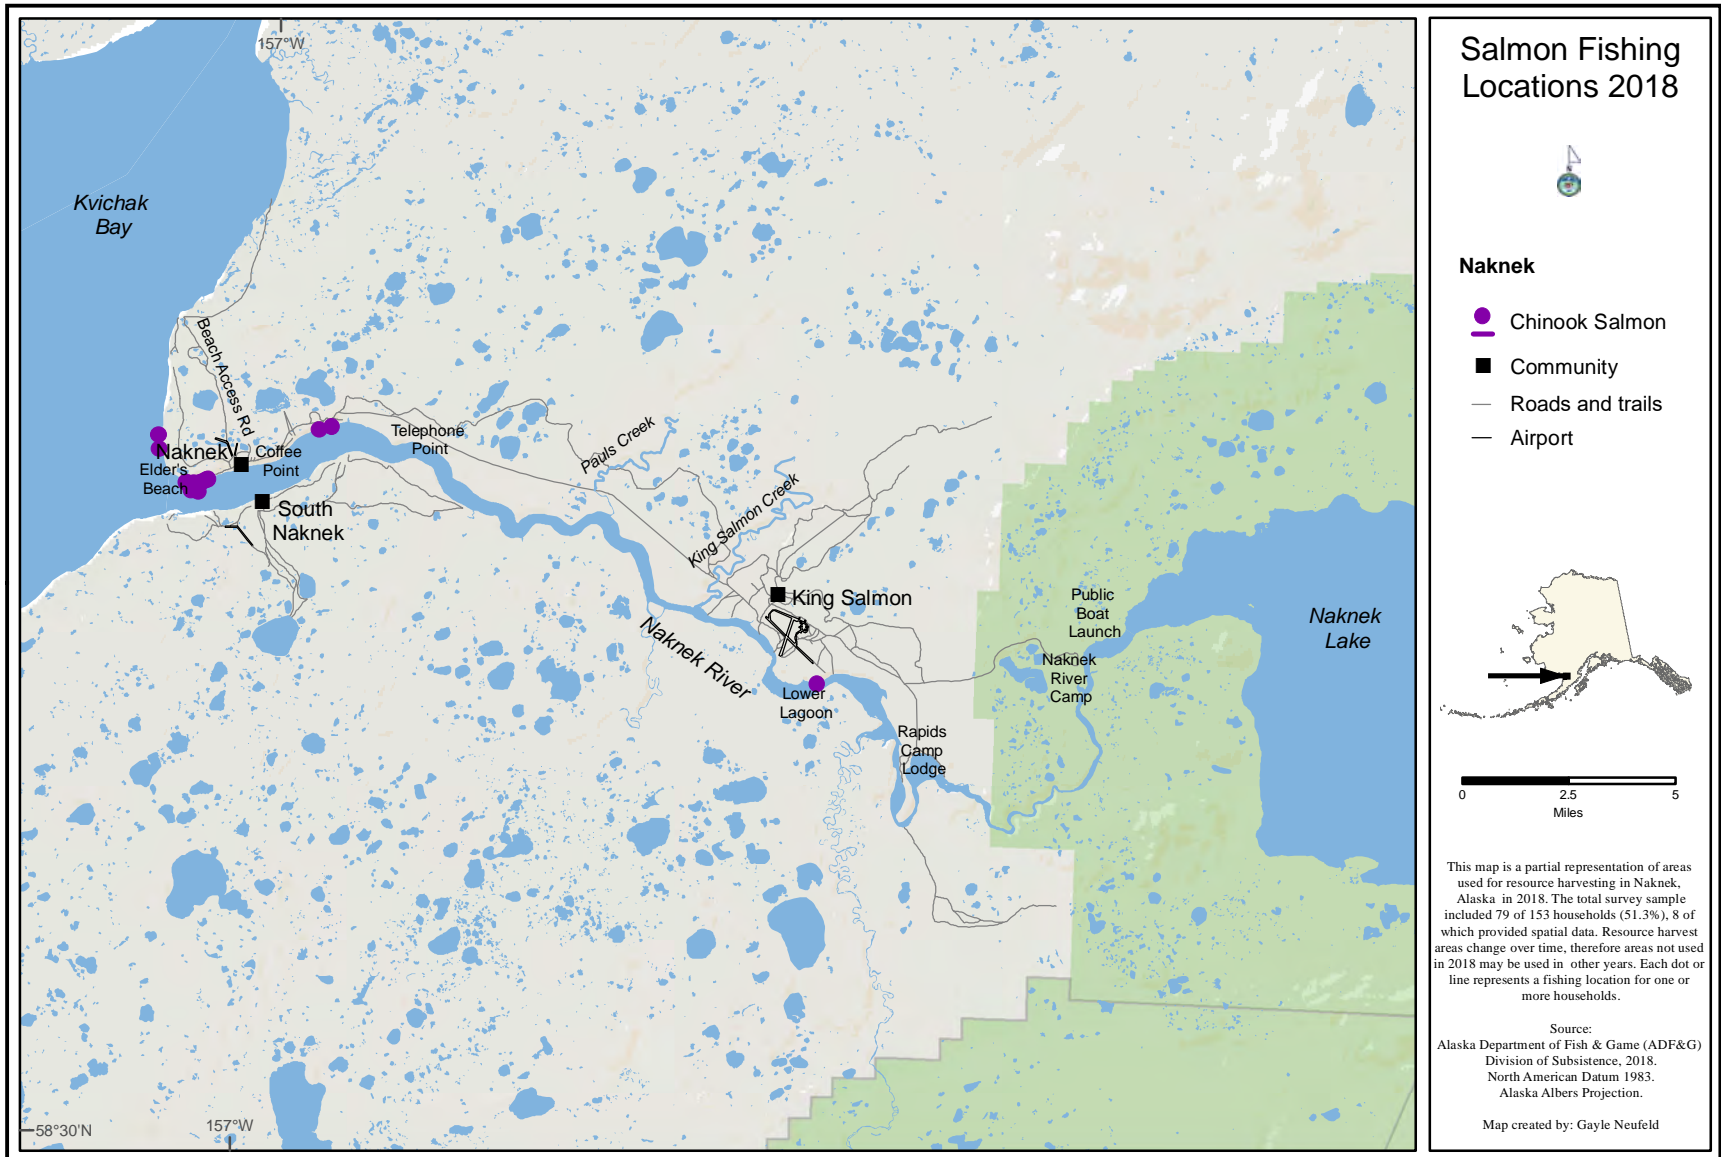 157°W
Kvichak
Bay
Beach Access Rd
Naknek
Coffee
Point
Elder's
Beach
South
Naknek
Telephone
Point
Pauls Creek
King Salmon Creek
King Salmon
Naknek River
Lower
Lagoon
Rapids
Camp
Lodge
Public
Boat
Launch
Naknek
River
Camp
Naknek
Lake
58°30'N
157°W
Salmon Fishing
Locations 2018
Naknek
Chinook Salmon
Community
Roads and trails
Airport
0 2.5 5
Miles
This map is a partial representation of areas
used for resource harvesting in Naknek,
Alaska in 2018. The total survey sample
included 79 of 153 households (51.3%), 8 of
which provided spatial data. Resource harvest
areas change over time, therefore areas not used
in 2018 may be used in other years. Each dot or
line represents a fishing location for one or
more households.
Source:
Alaska Department of Fish & Game (ADF&G)
Division of Subsistence, 2018.
North American Datum 1983.
Alaska Albers Projection.
Map created by: Gayle Neufeld